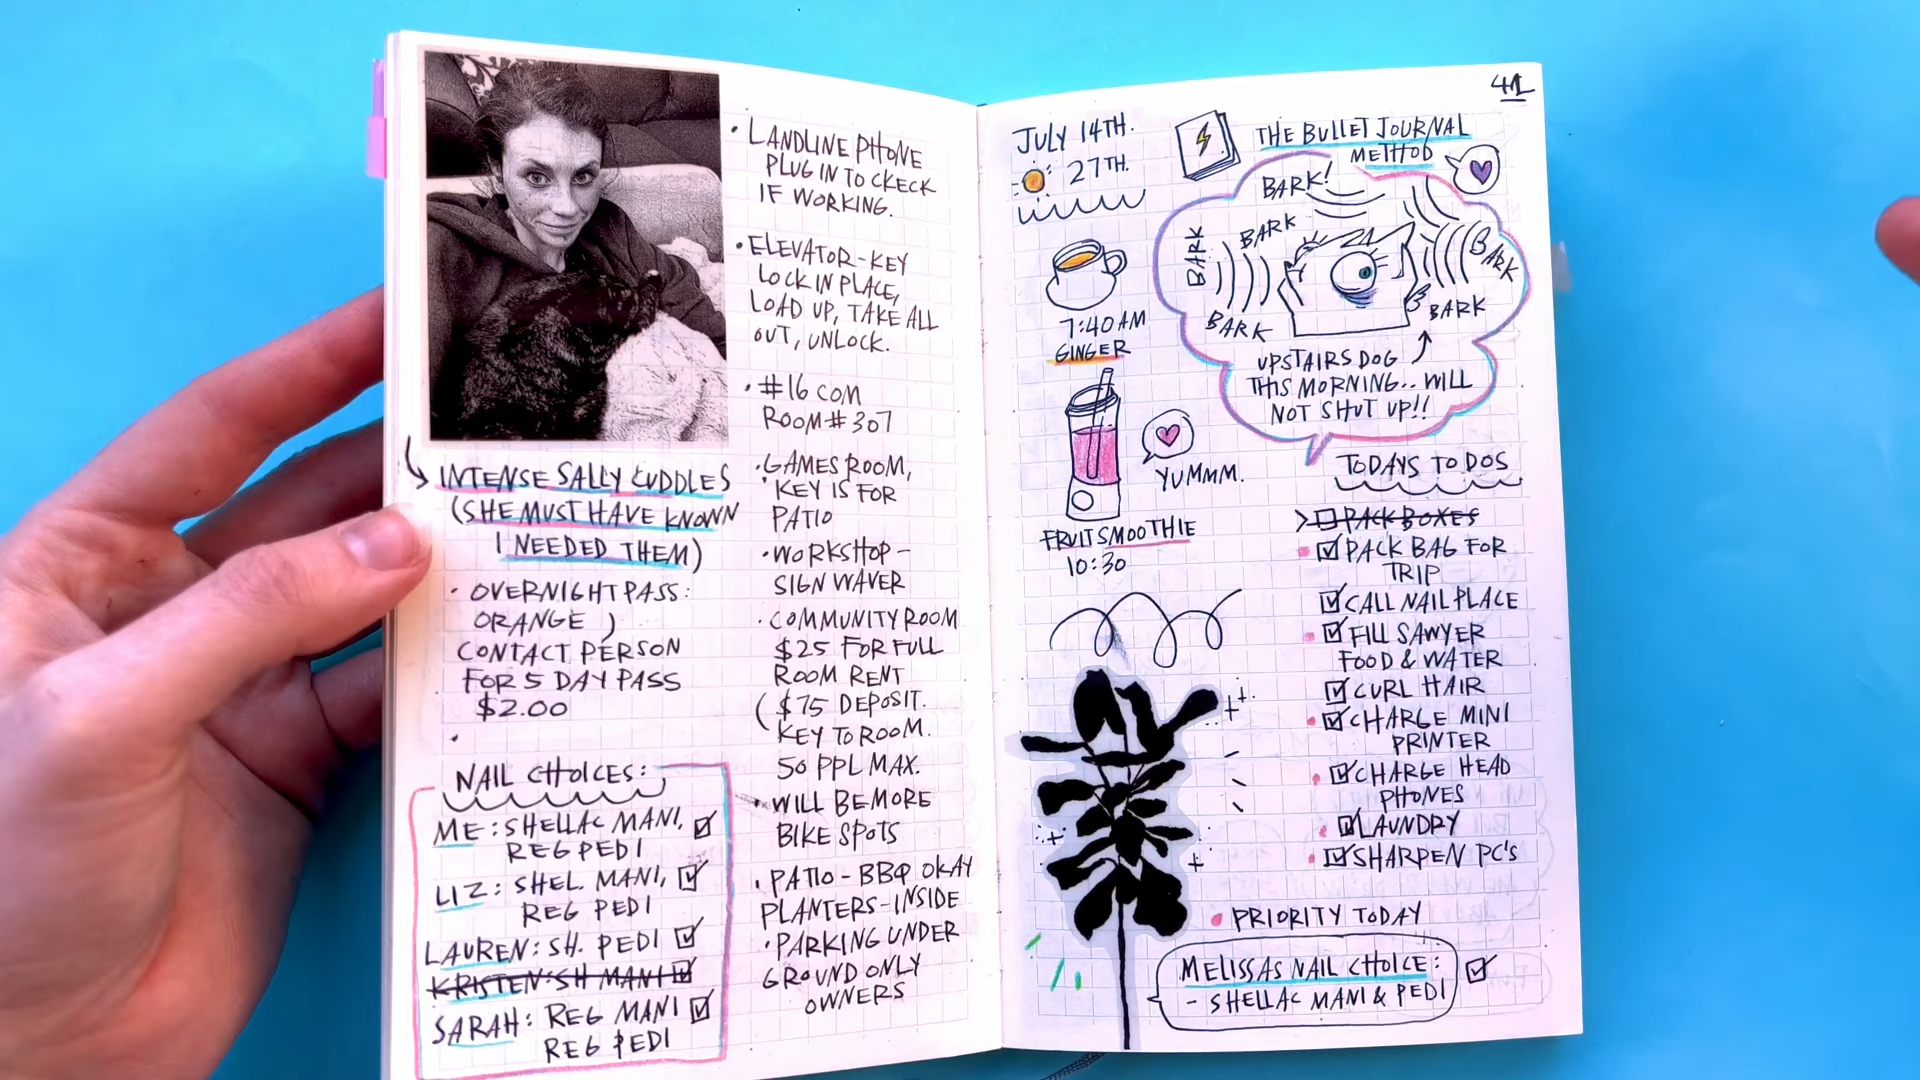 INTENSE SALLY CUDDLES
(SHE MUST HAVE KNOWN
I NEEDED THEM)
• OVERNIGHT PASS:
ORANGE )
CONTACT PERSON
FOR 5 DAY PASS
$2.00
NAIL CHOICES:
ME: SHELLAC MANI,
REG PEDI
LIZ: SHEL. MANI,
REG PEDI
LAUREN: SH. PEDI
KRISTEN: SH MANI
SARAH: REG MANI
REG PEDI
• LANDLINE PHONE
PLUG IN TO CKECK
IF WORKING.
• ELEVATOR-KEY
LOCK IN PLACE,
LOAD UP, TAKE ALL
OUT, UNLOCK.
• #16 COM
ROOM # 307
• GAMES ROOM,
KEY IS FOR
PATIO
• WORKSHOP -
SIGN WAVER
• COMMUNITY ROOM
$25 FOR FULL
ROOM RENT
( $75 DEPOSIT.
KEY TO ROOM.
50 PPL MAX.
• WILL BE MORE
BIKE SPOTS
• PATIO - BBQ OKAY
PLANTERS-INSIDE
• PARKING UNDER
GROUND ONLY
OWNERS
41
JULY 14TH.
27TH.
7:40 AM
GINGER
YUMMM.
FRUIT SMOOTHIE
10:30
THE BULLET JOURNAL
METHOD
BARK!
BARK
BARK
BARK
BARK
BARK
UPSTAIRS DOG
THIS MORNING.. WILL
NOT SHUT UP!!
TODAYS TO DOS
PACK BOXES
PACK BAG FOR
TRIP
CALL NAIL PLACE
FILL SAWYER
FOOD & WATER
CURL HAIR
CHARGE MINI
PRINTER
CHARGE HEAD
PHONES
LAUNDRY
SHARPEN PC'S
• PRIORITY TODAY
MELISSAS NAIL CHOICE:
- SHELLAC MANI & PEDI